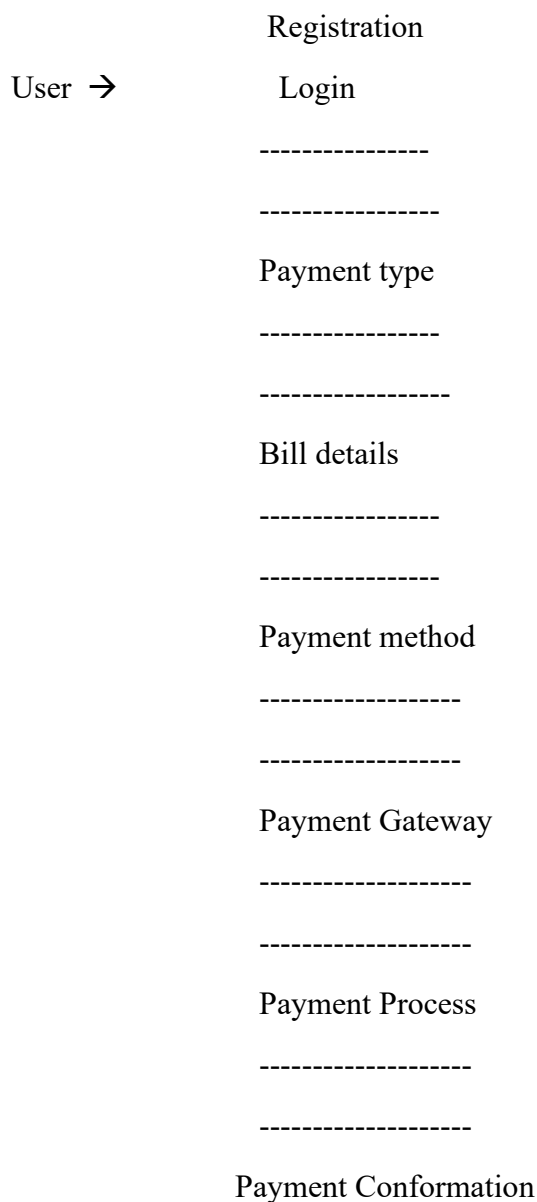 Registration
User → Login
----------------
-----------------
Payment type
-----------------
------------------
Bill details
-----------------
-----------------
Payment method
-------------------
-------------------
Payment Gateway
--------------------
--------------------
Payment Process
--------------------
--------------------
Payment Conformation